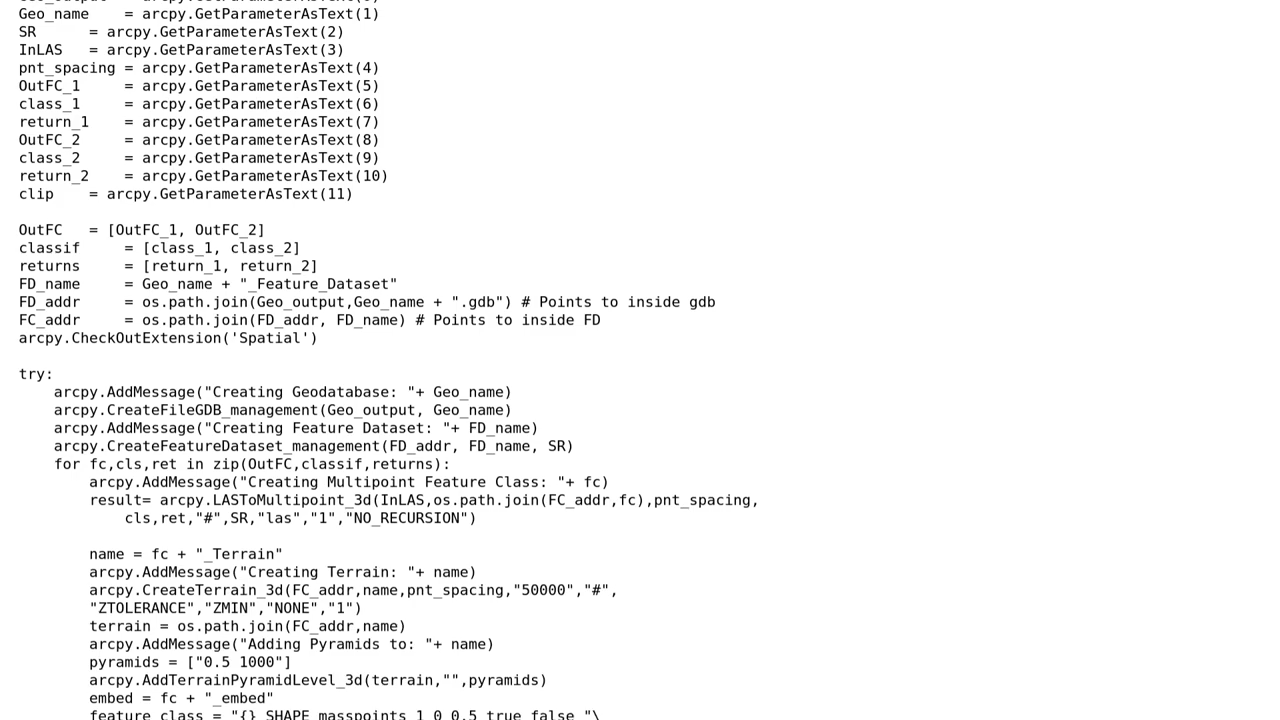 Geo_name    = arcpy.GetParameterAsText(1)
SR      = arcpy.GetParameterAsText(2)
InLAS   = arcpy.GetParameterAsText(3)
pnt_spacing = arcpy.GetParameterAsText(4)
OutFC_1     = arcpy.GetParameterAsText(5)
class_1     = arcpy.GetParameterAsText(6)
return_1    = arcpy.GetParameterAsText(7)
OutFC_2     = arcpy.GetParameterAsText(8)
class_2     = arcpy.GetParameterAsText(9)
return_2    = arcpy.GetParameterAsText(10)
clip    = arcpy.GetParameterAsText(11)

OutFC   = [OutFC_1, OutFC_2]
classif     = [class_1, class_2]
returns     = [return_1, return_2]
FD_name     = Geo_name + "_Feature_Dataset"
FD_addr     = os.path.join(Geo_output,Geo_name + ".gdb") # Points to inside gdb
FC_addr     = os.path.join(FD_addr, FD_name) # Points to inside FD
arcpy.CheckOutExtension('Spatial')

try:
    arcpy.AddMessage("Creating Geodatabase: "+ Geo_name)
    arcpy.CreateFileGDB_management(Geo_output, Geo_name)
    arcpy.AddMessage("Creating Feature Dataset: "+ FD_name)
    arcpy.CreateFeatureDataset_management(FD_addr, FD_name, SR)
    for fc,cls,ret in zip(OutFC,classif,returns):
        arcpy.AddMessage("Creating Multipoint Feature Class: "+ fc)
        result= arcpy.LASToMultipoint_3d(InLAS,os.path.join(FC_addr,fc),pnt_spacing,
            cls,ret,"#",SR,"las","1","NO_RECURSION")

        name = fc + "_Terrain"
        arcpy.AddMessage("Creating Terrain: "+ name)
        arcpy.CreateTerrain_3d(FC_addr,name,pnt_spacing,"50000","#",
        "ZTOLERANCE","ZMIN","NONE","1")
        terrain = os.path.join(FC_addr,name)
        arcpy.AddMessage("Adding Pyramids to: "+ name)
        pyramids = ["0.5 1000"]
        arcpy.AddTerrainPyramidLevel_3d(terrain,"",pyramids)
        embed = fc + "_embed"
        feature_class = "{} SHAPE masspoints 1 0 0.5 true false "\